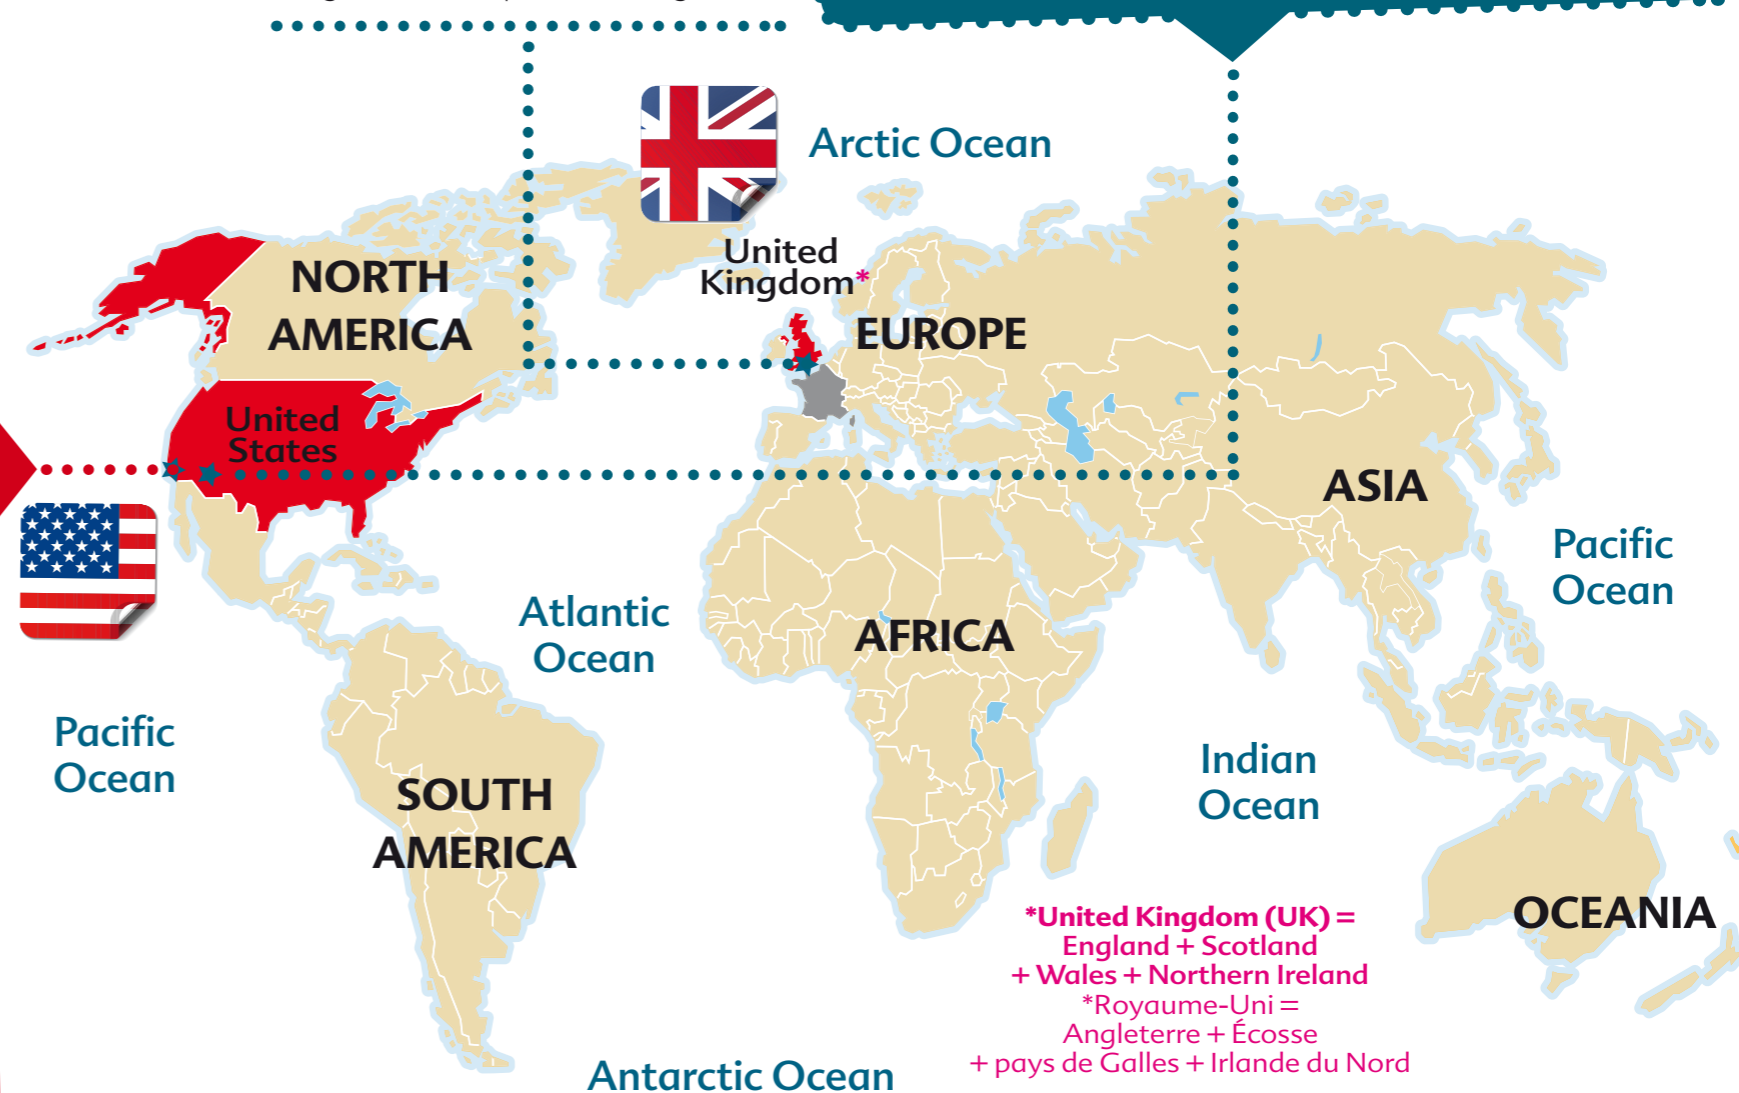 Arctic Ocean
United
Kingdom*
NORTH
AMERICA
EUROPE
United
States
ASIA
Pacific
Ocean
Atlantic
Ocean
AFRICA
Pacific
Ocean
Indian
Ocean
SOUTH
AMERICA
OCEANIA
*United Kingdom (UK) =
England + Scotland
+ Wales + Northern Ireland
*Royaume-Uni =
Angleterre + Écosse
+ pays de Galles + Irlande du Nord
Antarctic Ocean